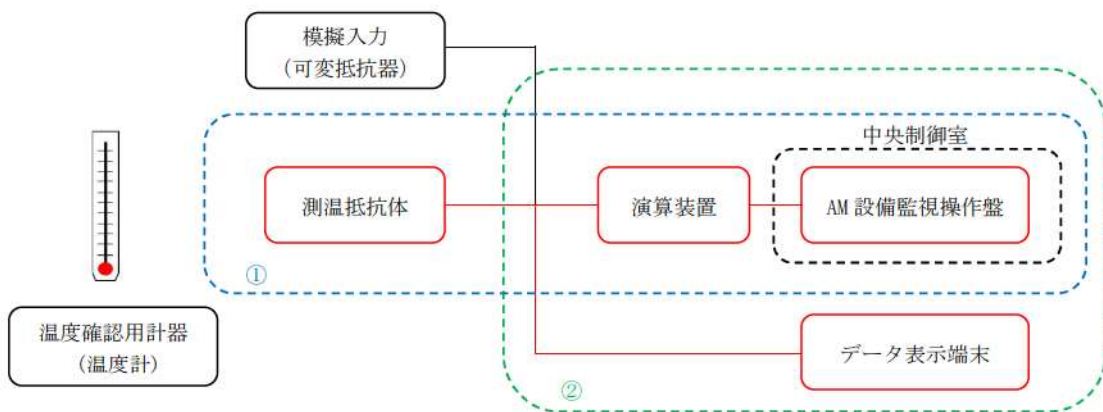 模擬入力
（可変抵抗器）
中央制御室
測温抵抗体
演算装置
AM 設備監視操作盤
①
温度確認用計器
（温度計）
データ表示端末
②